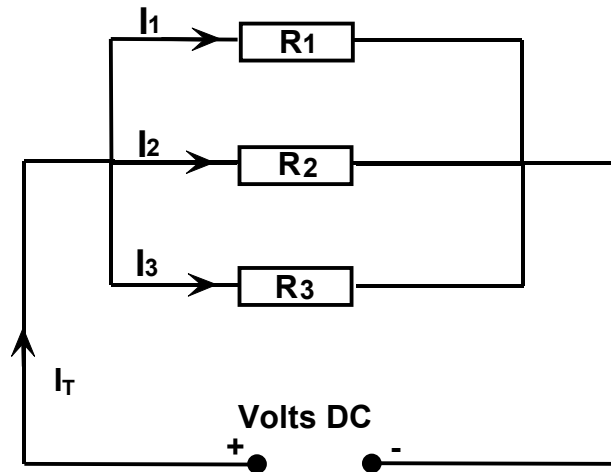 I1
R1
I2
R2
I3
R3
IT
Volts DC
+ -